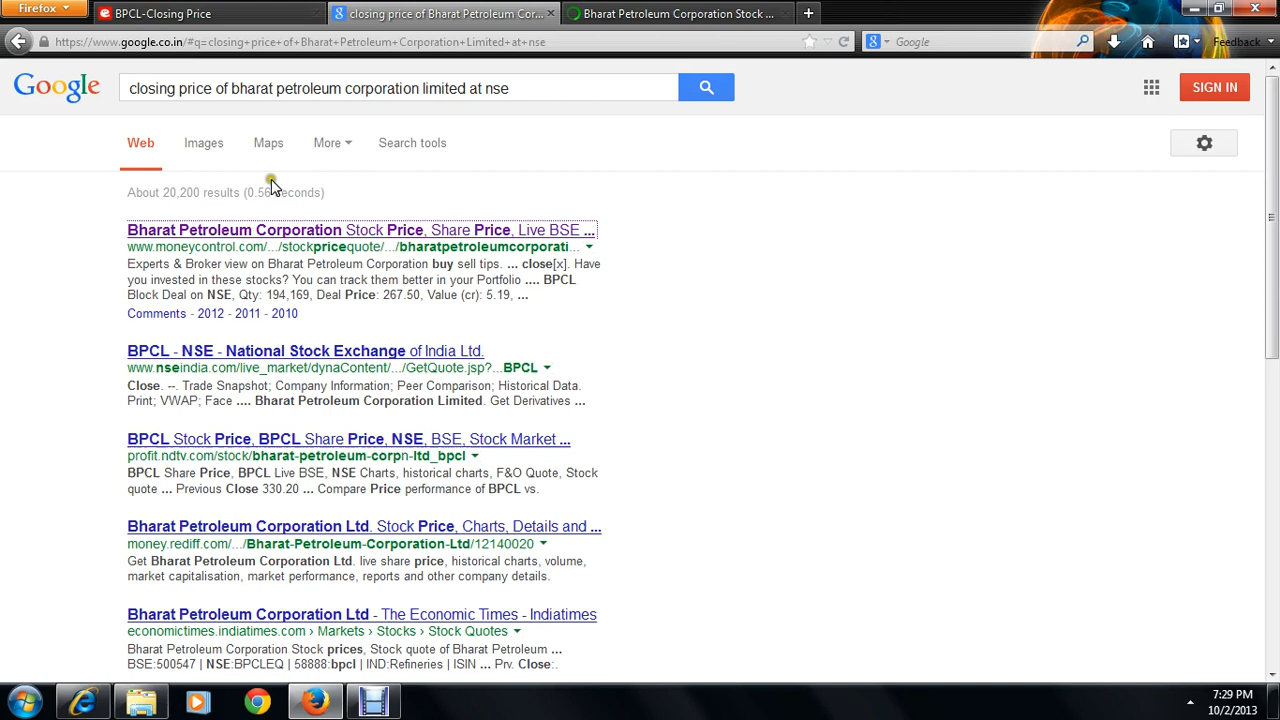 Firefox
BPCL-Closing Price
closing price of Bharat Petroleum Cor...
Bharat Petroleum Corporation Stock ...
https://www.google.co.in/#q=closing+price+of+Bharat+Petroleum+Corporation+Limited+at+nse
Google
Feedback
Google
closing price of bharat petroleum corporation limited at nse
SIGN IN
Web
Images
Maps
More
Search tools
About 20,200 results (0.56 seconds)
Bharat Petroleum Corporation Stock Price, Share Price, Live BSE ...
www.moneycontrol.com/.../stockpricequote/.../bharatpetroleumcorporati...
Experts & Broker view on Bharat Petroleum Corporation buy sell tips. ... close[x]. Have
you invested in these stocks? You can track them better in your Portfolio .... BPCL
Block Deal on NSE, Qty: 194,169, Deal Price: 267.50, Value (cr): 5.19, ...
Comments - 2012 - 2011 - 2010
BPCL - NSE - National Stock Exchange of India Ltd.
www.nseindia.com/live_market/dynaContent/.../GetQuote.jsp?...BPCL
Close. --. Trade Snapshot; Company Information; Peer Comparison; Historical Data.
Print; VWAP; Face .... Bharat Petroleum Corporation Limited. Get Derivatives ...
BPCL Stock Price, BPCL Share Price, NSE, BSE, Stock Market ...
profit.ndtv.com/stock/bharat-petroleum-corpn-ltd_bpcl
BPCL Share Price, BPCL Live BSE, NSE Charts, historical charts, F&O Quote, Stock
quote ... Previous Close 330.20 ... Compare Price performance of BPCL vs.
Bharat Petroleum Corporation Ltd. Stock Price, Charts, Details and ...
money.rediff.com/.../Bharat-Petroleum-Corporation-Ltd/12140020
Get Bharat Petroleum Corporation Ltd. live share price, historical charts, volume,
market capitalisation, market performance, reports and other company details.
Bharat Petroleum Corporation Ltd - The Economic Times - Indiatimes
economictimes.indiatimes.com › Markets › Stocks › Stock Quotes
Bharat Petroleum Corporation Stock prices, Stock quote of Bharat Petroleum ...
BSE:500547 | NSE:BPCLEQ | 58888:bpcl | IND:Refineries | ISIN ... Prv. Close:.
7:29 PM
10/2/2013